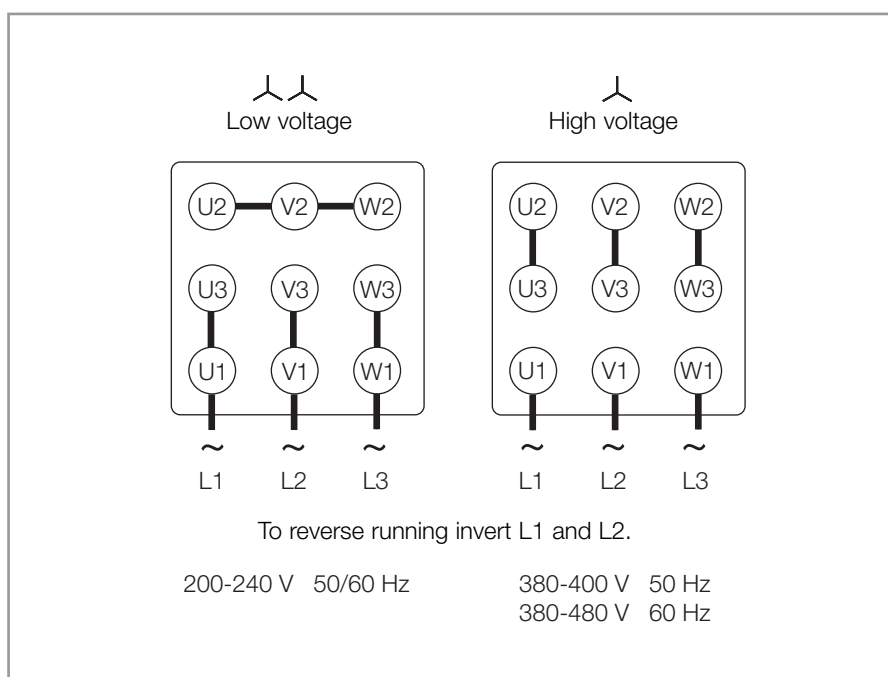 Low voltage High voltage
U2 V2 W2 U2 V2 W2
U3 V3 W3 U3 V3 W3
U1 V1 W1 U1 V1 W1
~ ~ ~ ~ ~ ~
L1 L2 L3 L1 L2 L3
To reverse running invert L1 and L2.
200-240 V 50/60 Hz 380-400 V 50 Hz
380-480 V 60 Hz